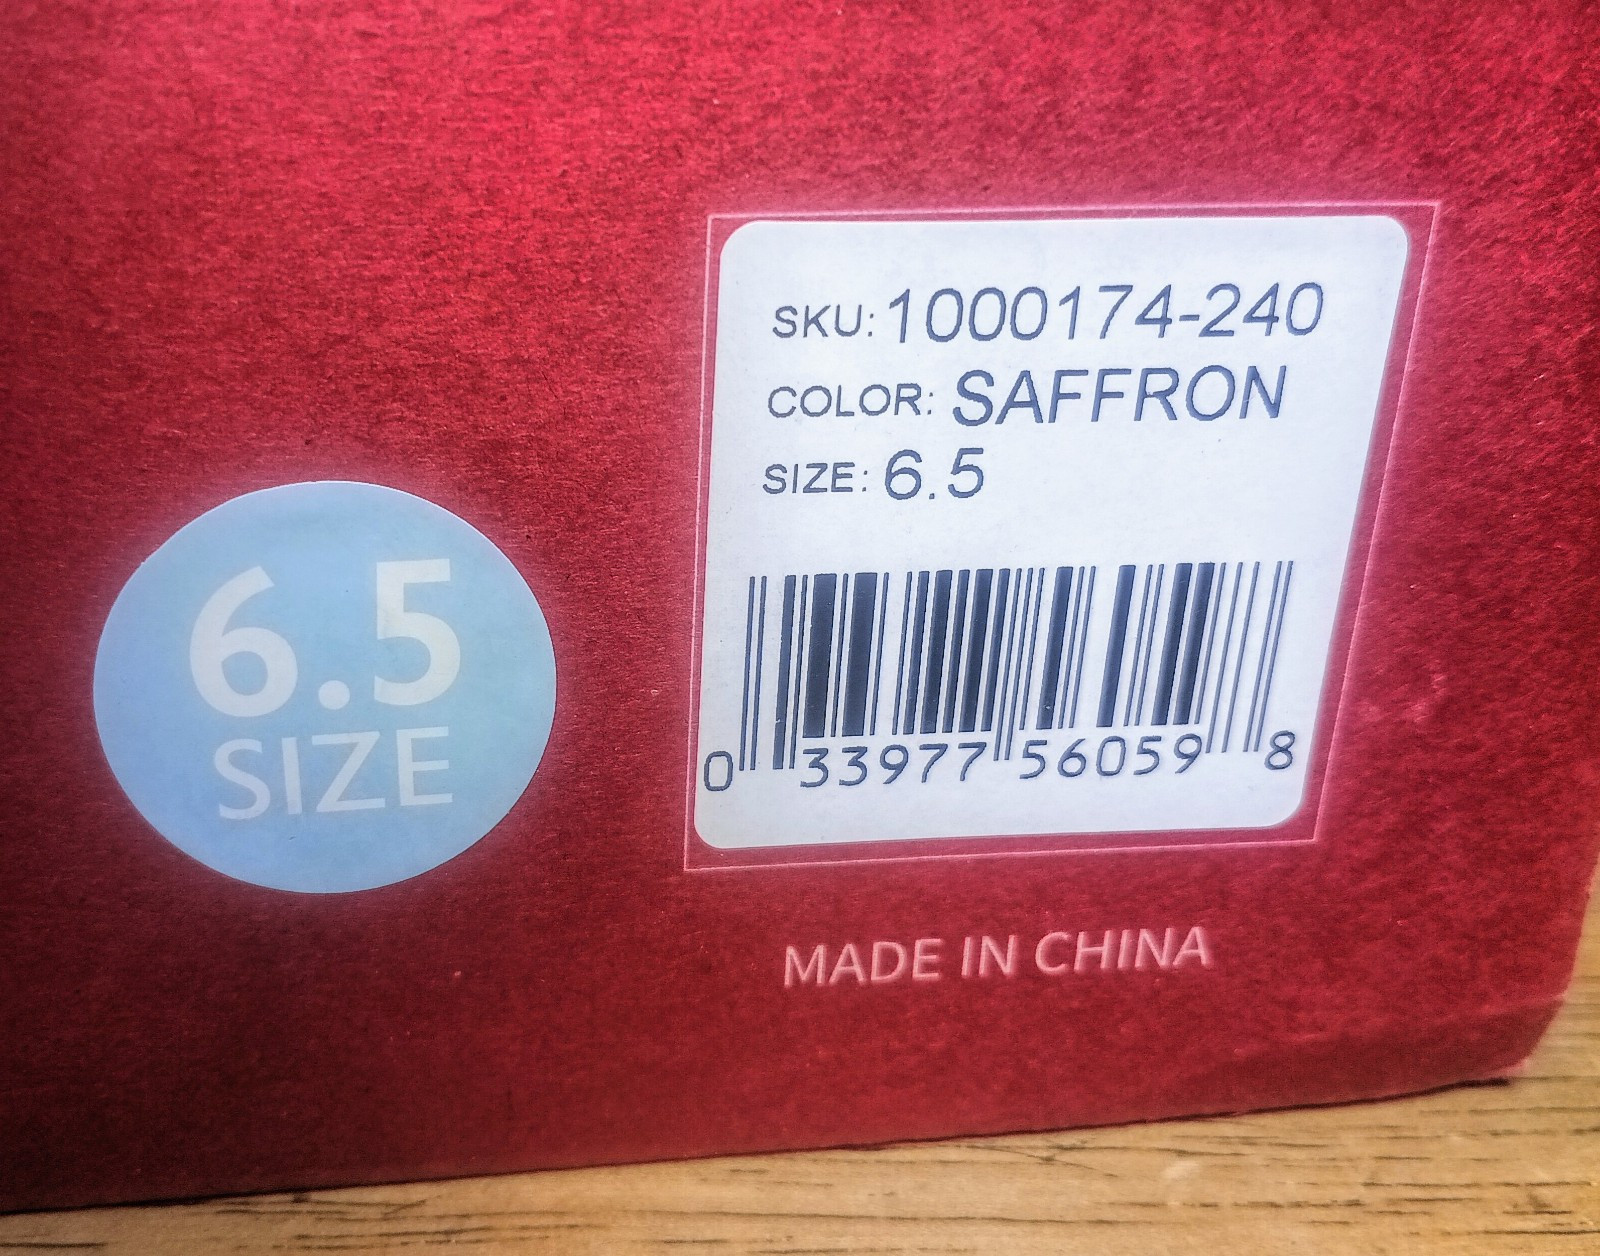 6.5
SIZE
SKU: 1000174-240
COLOR: SAFFRON
SIZE: 6.5
0 33977 56059 8
MADE IN CHINA